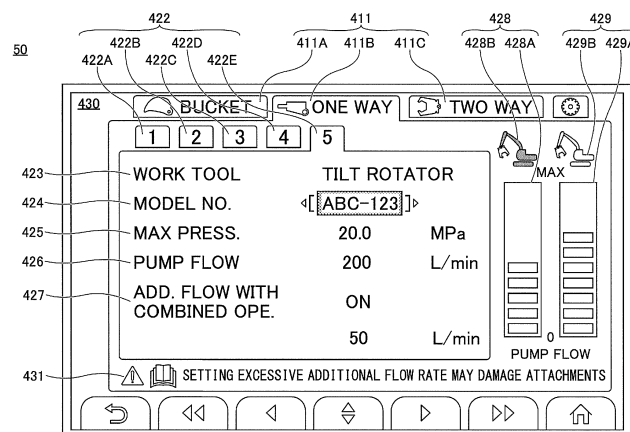 50
422
411
428
429
422B
422D
411A
411B
411C
428B
428A
429B
429A
422A
422C
422E
430
BUCKET
ONE WAY
TWO WAY
1
2
3
4
5
423
WORK TOOL
TILT ROTATOR
MAX
424
MODEL NO.
[ABC-123]
425
MAX PRESS.
20.0
MPa
426
PUMP FLOW
200
L/min
427
ADD. FLOW WITH
COMBINED OPE.
ON
50
L/min
0
PUMP FLOW
431
SETTING EXCESSIVE ADDITIONAL FLOW RATE MAY DAMAGE ATTACHMENTS